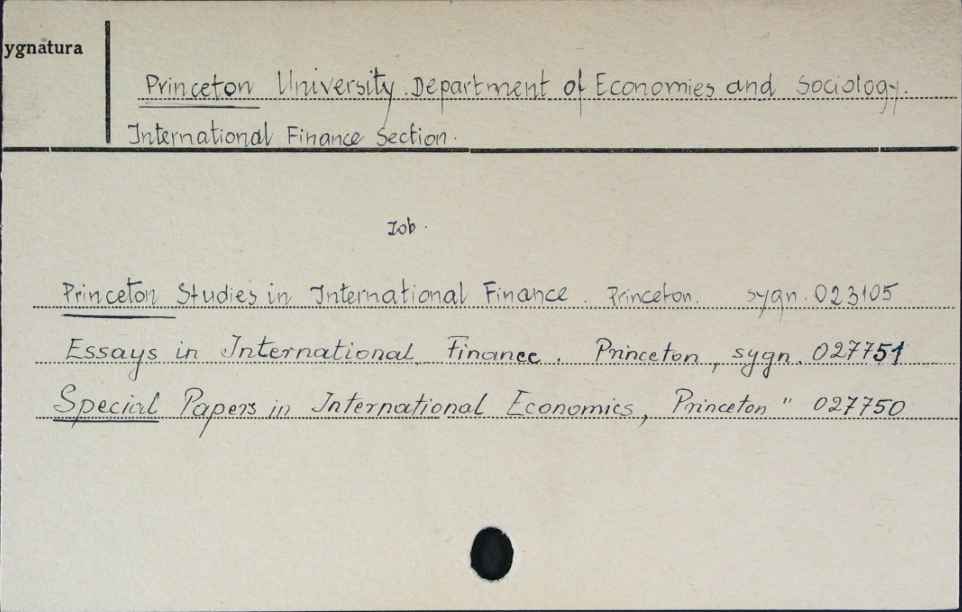 ygnatura
Princeton University. Department of Economies and Sociology.
International Finance Section.
Zob.
Princeton Studies in International Finance. Princeton. sygn. 023105
Essays in International Finance. Princeton, sygn. 027751
Special Papers in International Economics, Princeton " 027750